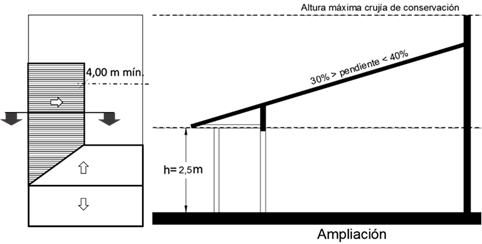 Altura máxima crujía de conservación
4,00 m mín.
30% > pendiente < 40%
h= 2,5m
Ampliación